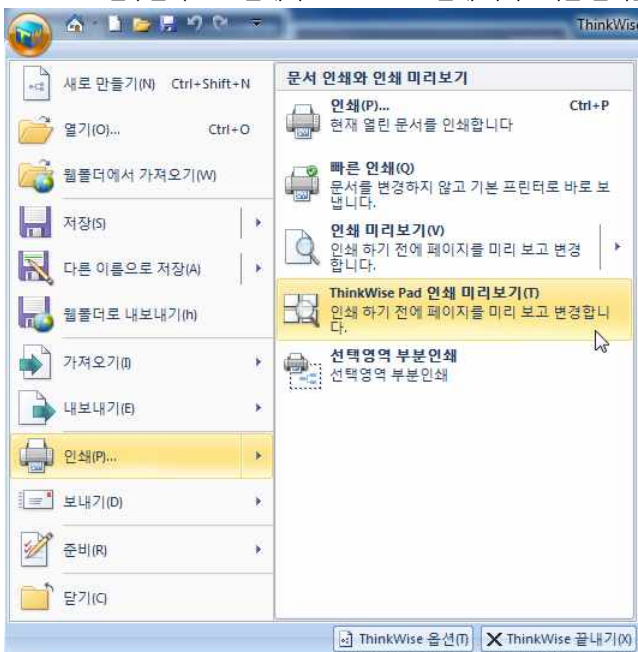 ThinkWise
새로 만들기(N) Ctrl+Shift+N
열기(O)... Ctrl+O
웹폴더에서 가져오기(W)
저장(S)
다른 이름으로 저장(A)
웹폴더로 내보내기(h)
가져오기(I)
내보내기(E)
인쇄(P)...
보내기(D)
준비(R)
닫기(C)
문서 인쇄와 인쇄 미리보기
인쇄(P)... Ctrl+P
현재 열린 문서를 인쇄합니다
빠른 인쇄(Q)
문서를 변경하지 않고 기본 프린터로 바로 보
냅니다.
인쇄 미리보기(V)
인쇄 하기 전에 페이지를 미리 보고 변경
합니다.
ThinkWise Pad 인쇄 미리보기(T)
인쇄 하기 전에 페이지를 미리 보고 변경합니
다.
선택영역 부분인쇄
선택영역 부분인쇄
ThinkWise 옵션(T) ThinkWise 끝내기(X)